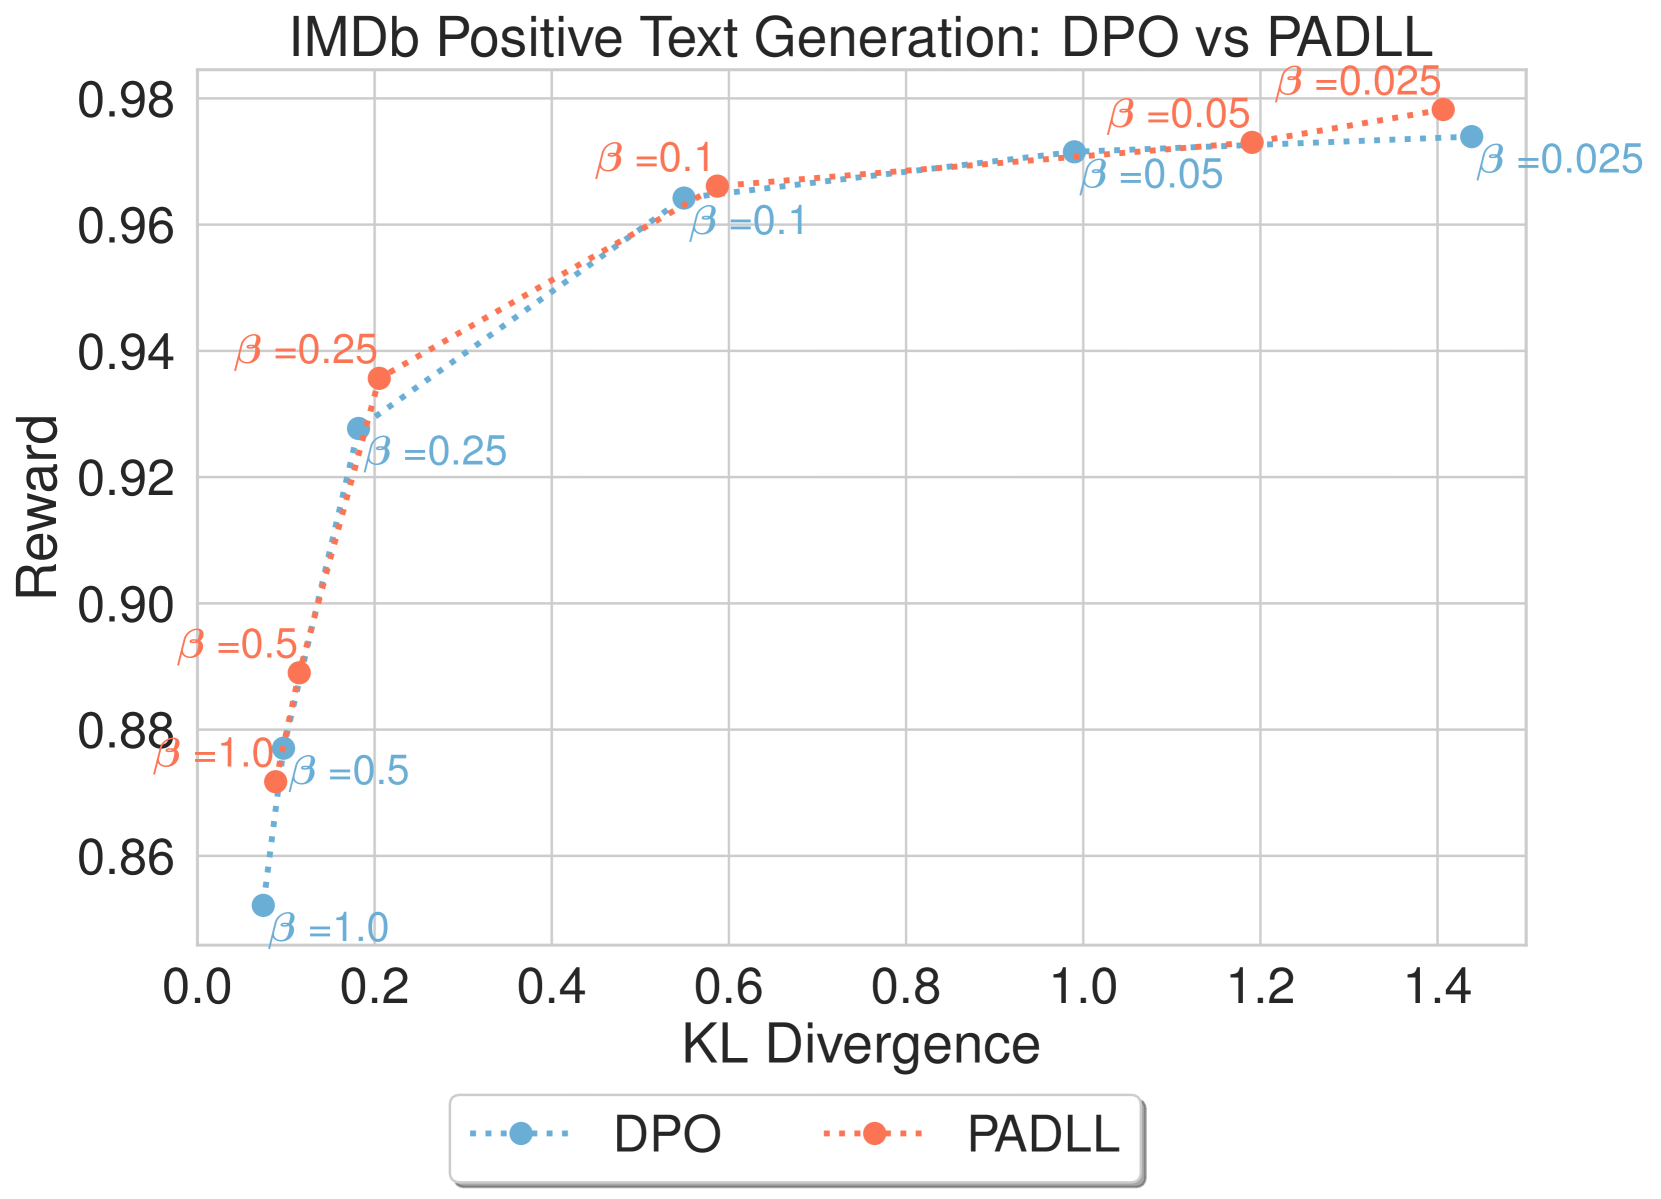 IMDb Positive Text Generation: DPO vs PADLL
0.98
0.96
0.94
0.92
0.90
0.88
0.86
Reward
β =0.025
β =0.05
β =0.1
β =0.25
β =0.5
β =1.0
β =0.025
β =0.05
β =0.1
β =0.25
β =0.5
β =1.0
0.0 0.2 0.4 0.6 0.8 1.0 1.2 1.4
KL Divergence
DPO PADLL